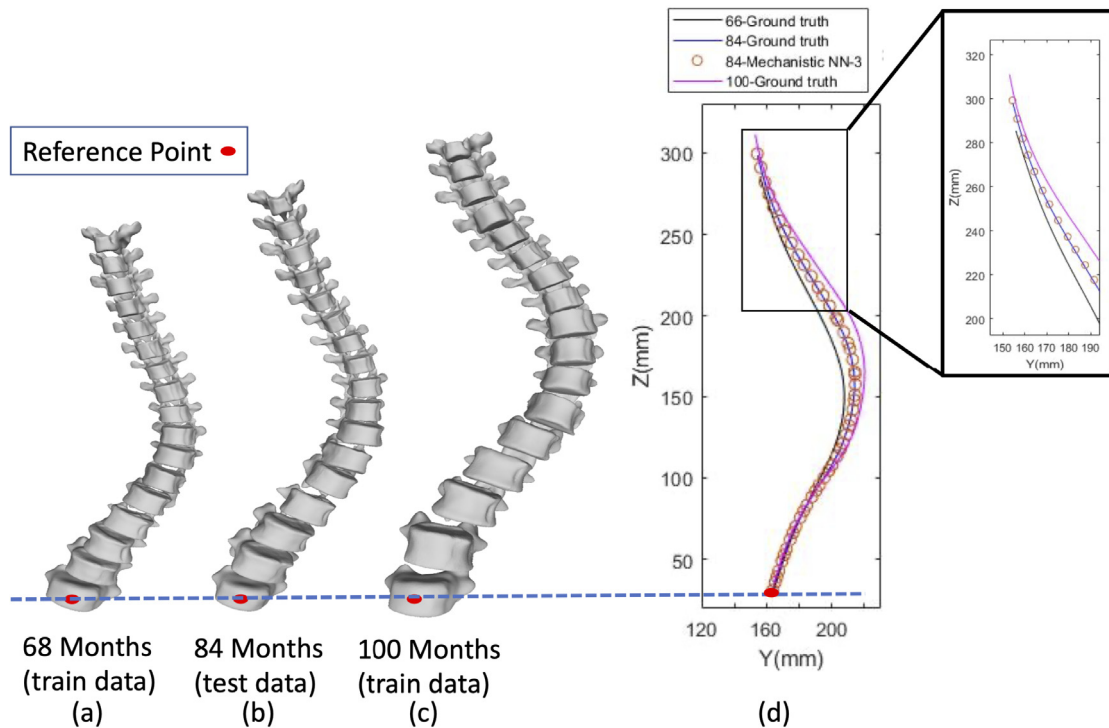 Reference Point
68 Months
(train data)
(a)
84 Months
(test data)
(b)
100 Months
(train data)
(c)
66-Ground truth
84-Ground truth
84-Mechanistic NN-3
100-Ground truth
Z(mm)
300
250
200
150
100
50
120
160
200
Y(mm)
(d)
Z(mm)
320
300
280
260
240
220
200
150
160
170
180
190
Y(mm)